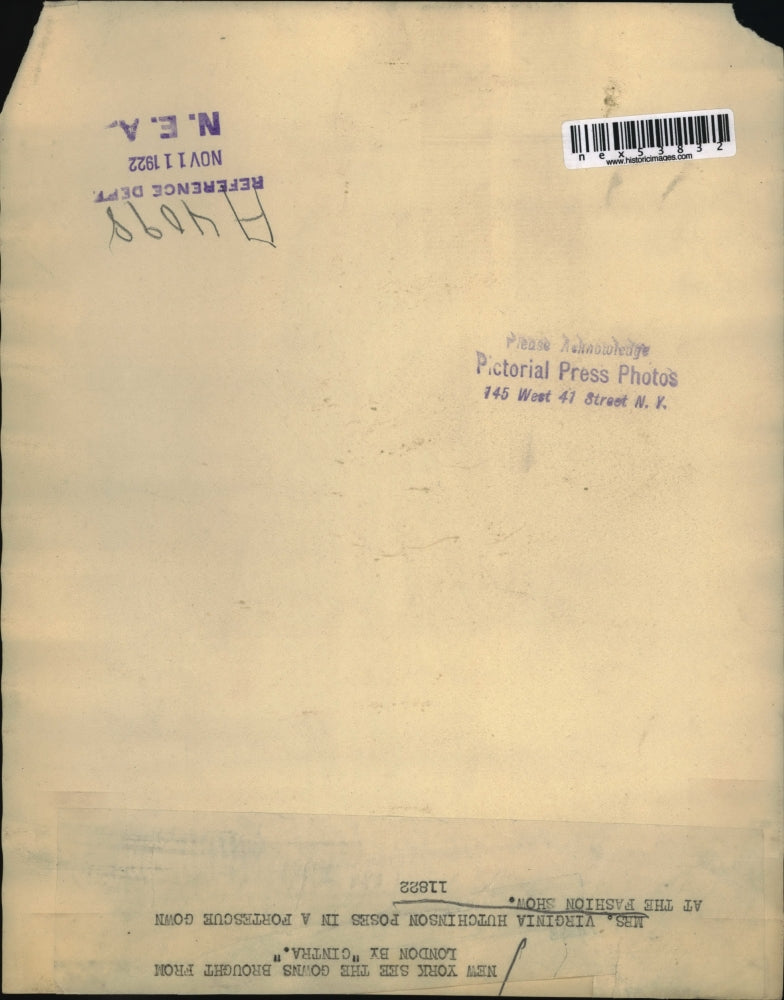 N. E. A.
NOV 11 1922
REFERENCE DEPT.
A4898
nex53832
www.historicimages.com
Please Acknowledge
Pictorial Press Photos
145 West 41 Street N. Y.
NEW YORK SEE THE GOWNS BROUGHT FROM
LONDON BY "CINTRA."
MRS. VIRGINIA HUTCHINSON POSES IN A FORTESCUE GOWN
AT THE FASHION SHOW.
11822